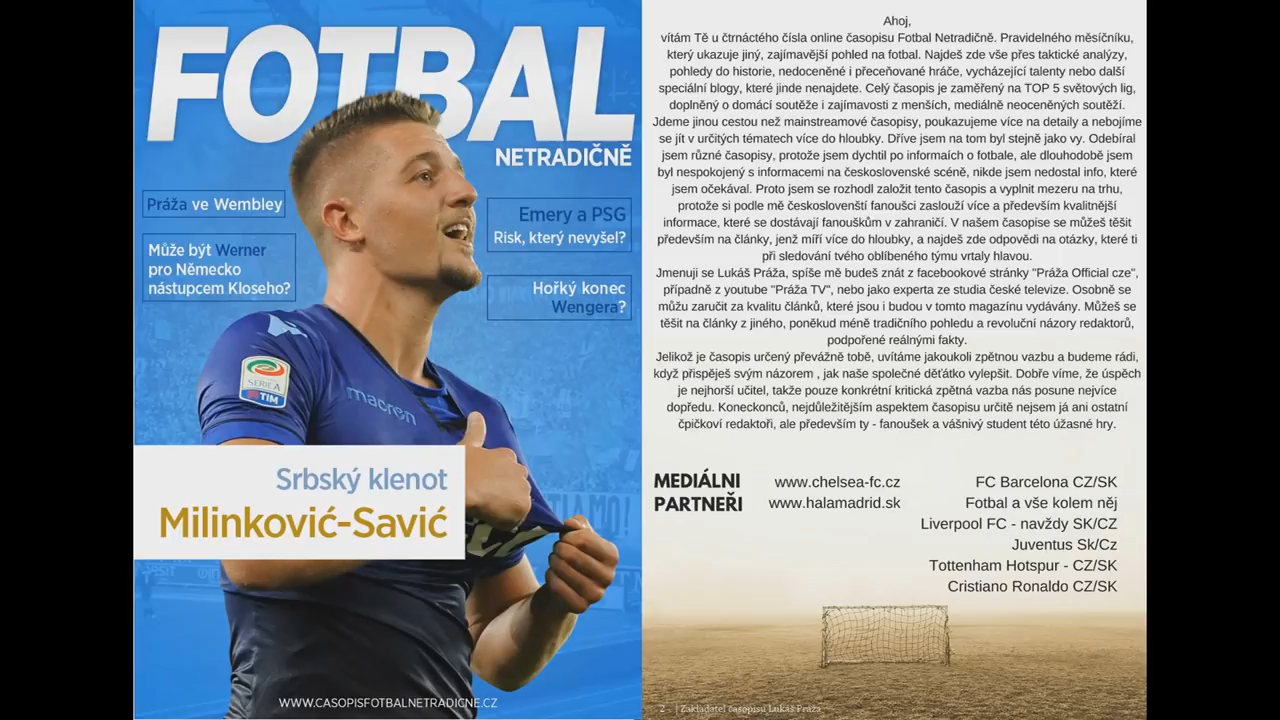 FOTBAL
NETRADIČNĚ
Práža ve Wembley
Může být Werner
pro Německo
nástupcem Kloseho?
Emery a PSG
Risk, který nevyšel?
Hořký konec
Wengera?
SERIE A
TIM
macron
Srbský klenot
Milinković-Savić
WWW.CASOPISFOTBALNETRADICNE.CZ
Ahoj,
vítám Tě u čtrnáctého čísla online časopisu Fotbal Netradičně. Pravidelného měsíčníku,
který ukazuje jiný, zajímavější pohled na fotbal. Najdeš zde vše přes taktické analýzy,
pohledy do historie, nedoceněné i přeceňované hráče, vycházející talenty nebo další
speciální blogy, které jinde nenajdete. Celý časopis je zaměřený na TOP 5 světových lig,
doplněný o domácí soutěže i zajímavosti z menších, mediálně neoceněných soutěží.
Jdeme jinou cestou než mainstreamové časopisy, poukazujeme více na detaily a nebojíme
se jít v určitých tématech více do hloubky. Dříve jsem na tom byl stejně jako vy. Odebíral
jsem různé časopisy, protože jsem dychtil po informaích o fotbale, ale dlouhodobě jsem
byl nespokojený s informacemi na československé scéně, nikde jsem nedostal info, které
jsem očekával. Proto jsem se rozhodl založit tento časopis a vyplnit mezeru na trhu,
protože si podle mě českoslovenští fanoušci zaslouží více a především kvalitnější
informace, které se dostávají fanouškům v zahraničí. V našem časopise se můžeš těšit
především na články, jenž míří více do hloubky, a najdeš zde odpovědi na otázky, které ti
při sledování tvého oblíbeného týmu vrtaly hlavou.
Jmenuji se Lukáš Práža, spíše mě budeš znát z facebookové stránky "Práža Official cze",
případně z youtube "Práža TV", nebo jako experta ze studia české televize. Osobně se
můžu zaručit za kvalitu článků, které jsou i budou v tomto magazínu vydávány. Můžeš se
těšit na články z jiného, poněkud méně tradičního pohledu a revoluční názory redaktorů,
podpořené reálnými fakty.
Jelikož je časopis určený převážně tobě, uvítáme jakoukoli zpětnou vazbu a budeme rádi,
když přispěješ svým názorem , jak naše společné děťátko vylepšit. Dobře víme, že úspěch
je nejhorší učitel, takže pouze konkrétní kritická zpětná vazba nás posune nejvíce
dopředu. Koneckonců, nejdůležitějším aspektem časopisu určitě nejsem já ani ostatní
čpičkoví redaktoři, ale především ty - fanoušek a vášnivý student této úžasné hry.
MEDIÁLNI
PARTNEŘI
www.chelsea-fc.cz
www.halamadrid.sk
FC Barcelona CZ/SK
Fotbal a vše kolem něj
Liverpool FC - navždy SK/CZ
Juventus Sk/Cz
Tottenham Hotspur - CZ/SK
Cristiano Ronaldo CZ/SK
2 - | Zakladatel časopisu Lukáš Práža